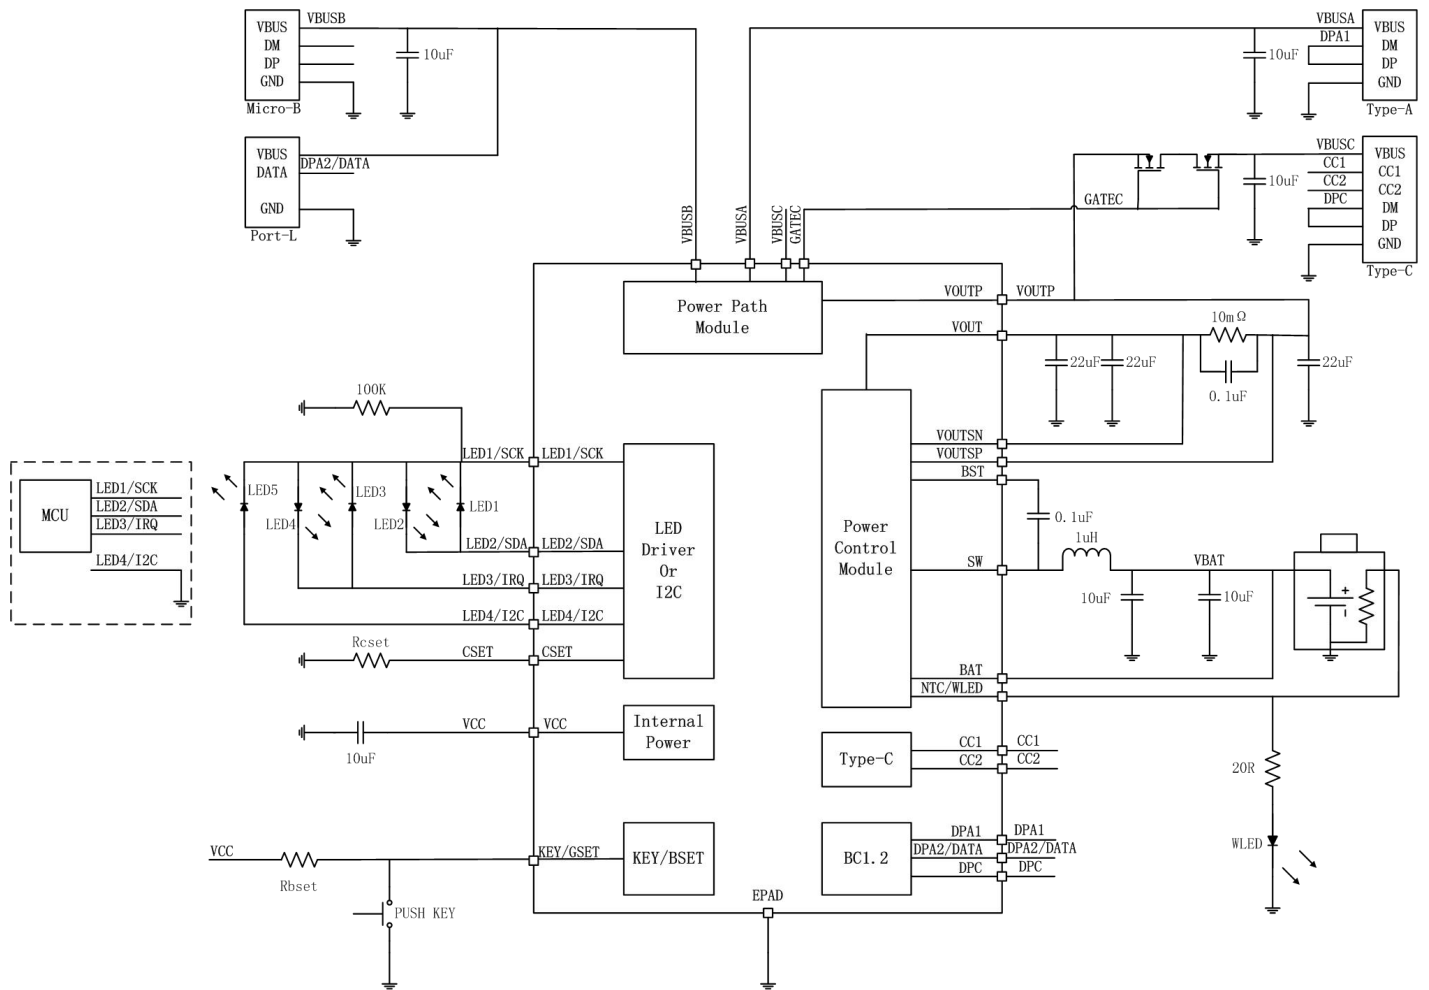 VBUS
DM
DP
GND
Micro-B
VBUSB
10uF
VBUS
DATA
GND
Port-L
DPA2/DATA
VBUSA
DPA1
10uF
VBUS
DM
DP
GND
Type-A
VBUSC
CC1
CC2
DPC
10uF
VBUS
CC1
CC2
DM
DP
GND
Type-C
VBUSB
VBUSA
VBUSC
GATEC
GATEC
Power Path
Module
VOUTP
VOUTP
VOUT
10mΩ
22uF
22uF
0.1uF
22uF
100K
LED1/SCK
LED1/SCK
LED5
LED4
LED3
LED2
LED1
MCU
LED1/SCK
LED2/SDA
LED3/IRQ
LED4/I2C
LED2/SDA
LED2/SDA
LED3/IRQ
LED3/IRQ
LED4/I2C
LED4/I2C
Rcset
CSET
CSET
LED
Driver
Or
I2C
Power
Control
Module
VOUTSN
VOUTSP
BST
0.1uF
1uH
SW
VBAT
10uF
10uF
+
-
BAT
NTC/WLED
VCC
VCC
10uF
Internal
Power
Type-C
CC1
CC1
CC2
CC2
20R
WLED
VCC
Rbset
KEY/GSET
KEY/BSET
PUSH KEY
BC1.2
DPA1
DPA1
DPA2/DATA
DPA2/DATA
DPC
DPC
EPAD